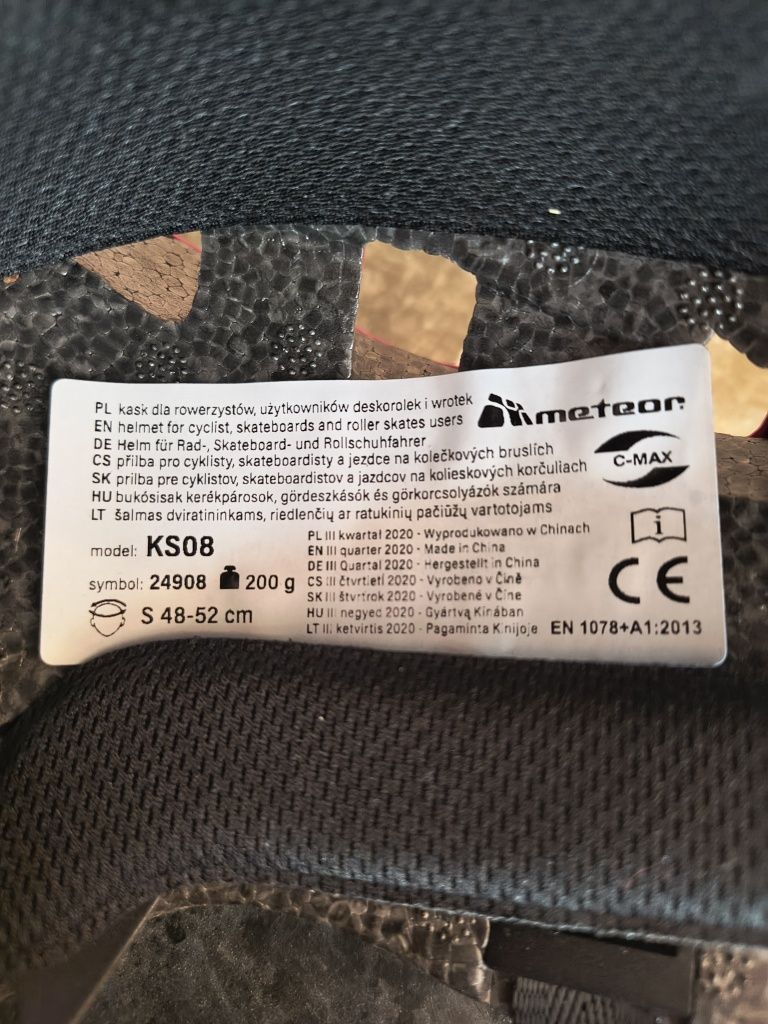 PL kask dla rowerzystów, użytkowników deskorolek i wrotek
EN helmet for cyclist, skateboards and roller skates users
DE Helm für Rad-, Skateboard- und Rollschuhfahrer
CS přilba pro cyklisty, skateboardisty a jezdce na kolečkových bruslích
SK prilba pre cyklistov, skateboardistov a jazdcov na kolieskových korčuliach
HU bukósisak kerékpárosok, gördeszkások és görkorcsolyázók számára
LT šalmas dviratininkams, riedlenčių ar ratukinių pačiūžų vartotojams
meteor
C-MAX
model: KS08
symbol: 24908 200 g
S 48-52 cm
PL III kwartał 2020 - Wyprodukowano w Chinach
EN III quarter 2020 - Made in China
DE III Quartal 2020 - Hergestellt in China
CS III čtvrtletí 2020 - Vyrobeno v Číně
SK III štvrtrok 2020 - Vyrobené v Číne
HU III negyed 2020 - Gyártva Kínában
LT III ketvirtis 2020 - Pagaminta Kinijoje
i
CE
EN 1078+A1:2013